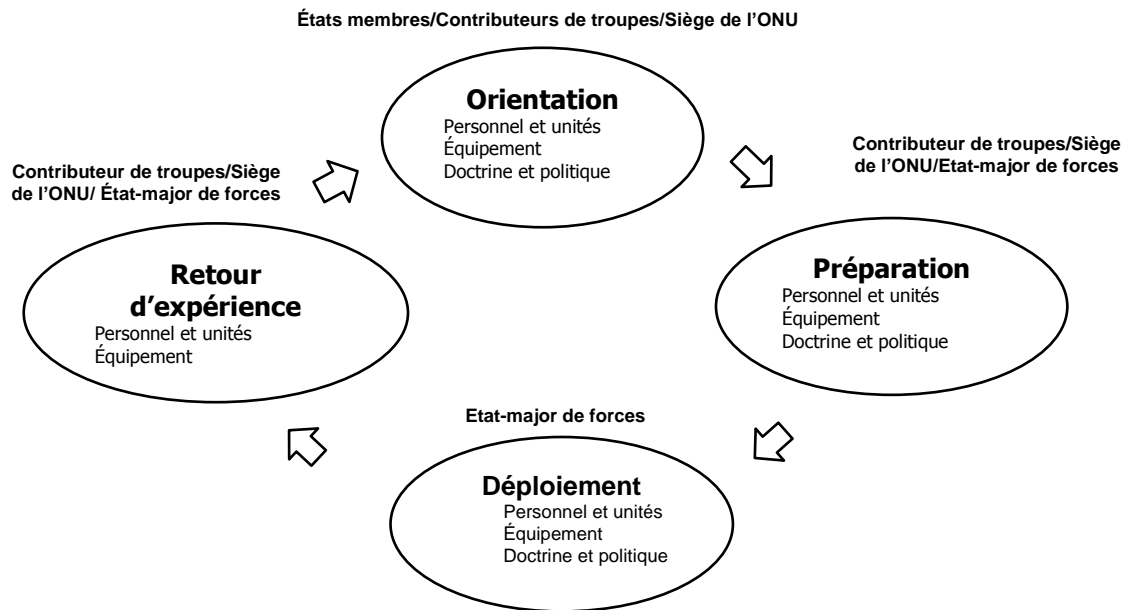 États membres/Contributeurs de troupes/Siège de l’ONU
Orientation
Personnel et unités
Équipement
Doctrine et politique
Contributeur de troupes/Siège
de l’ONU/Etat-major de forces
Préparation
Personnel et unités
Équipement
Doctrine et politique
Etat-major de forces
Déploiement
Personnel et unités
Équipement
Doctrine et politique
Contributeur de troupes/Siège
de l’ONU/ État-major de forces
Retour
d’expérience
Personnel et unités
Équipement